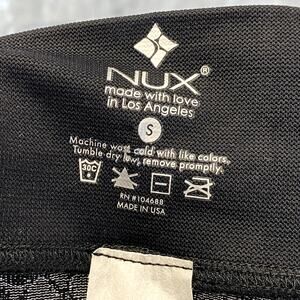 NUX®
made with love
in Los Angeles
S
Machine wash cold with like colors.
Tumble dry low, remove promptly.
30C
RN #104688
MADE IN USA